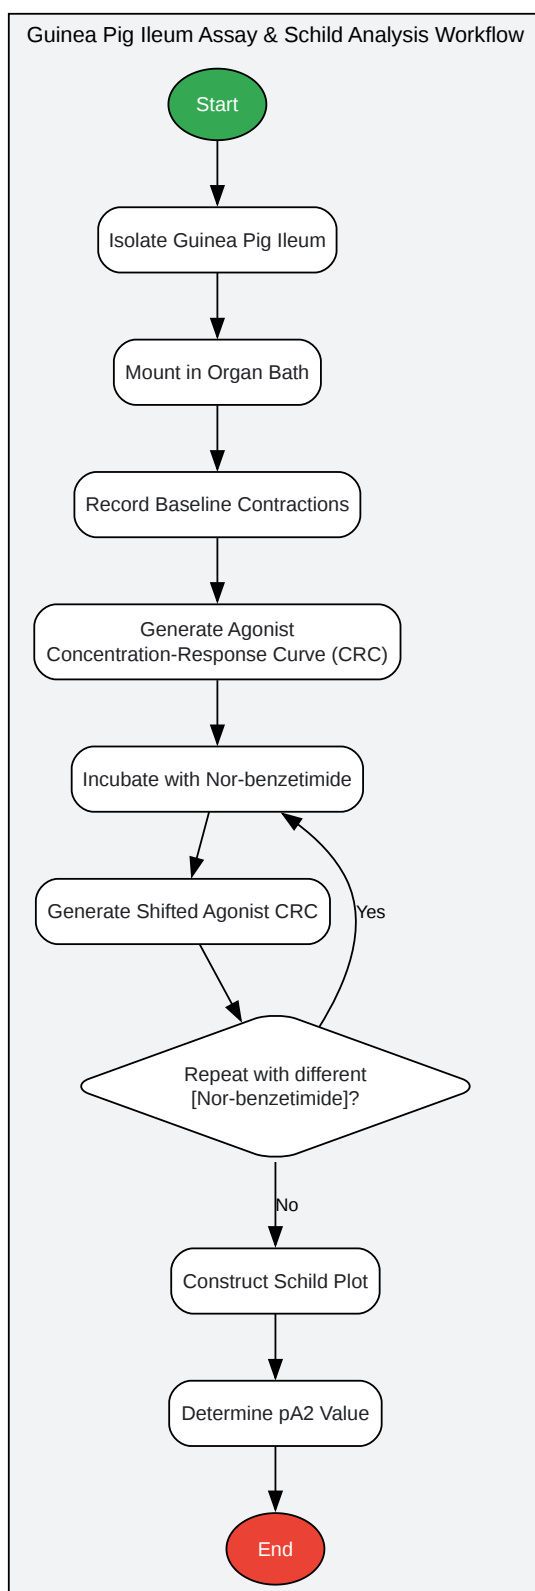 Guinea Pig Ileum Assay & Schild Analysis Workflow
Start
Isolate Guinea Pig Ileum
Mount in Organ Bath
Record Baseline Contractions
Generate Agonist
Concentration-Response Curve (CRC)
Incubate with Nor-benzetimide
Generate Shifted Agonist CRC
Yes
Repeat with different
[Nor-benzetimide]?
No
Construct Schild Plot
Determine pA2 Value
End